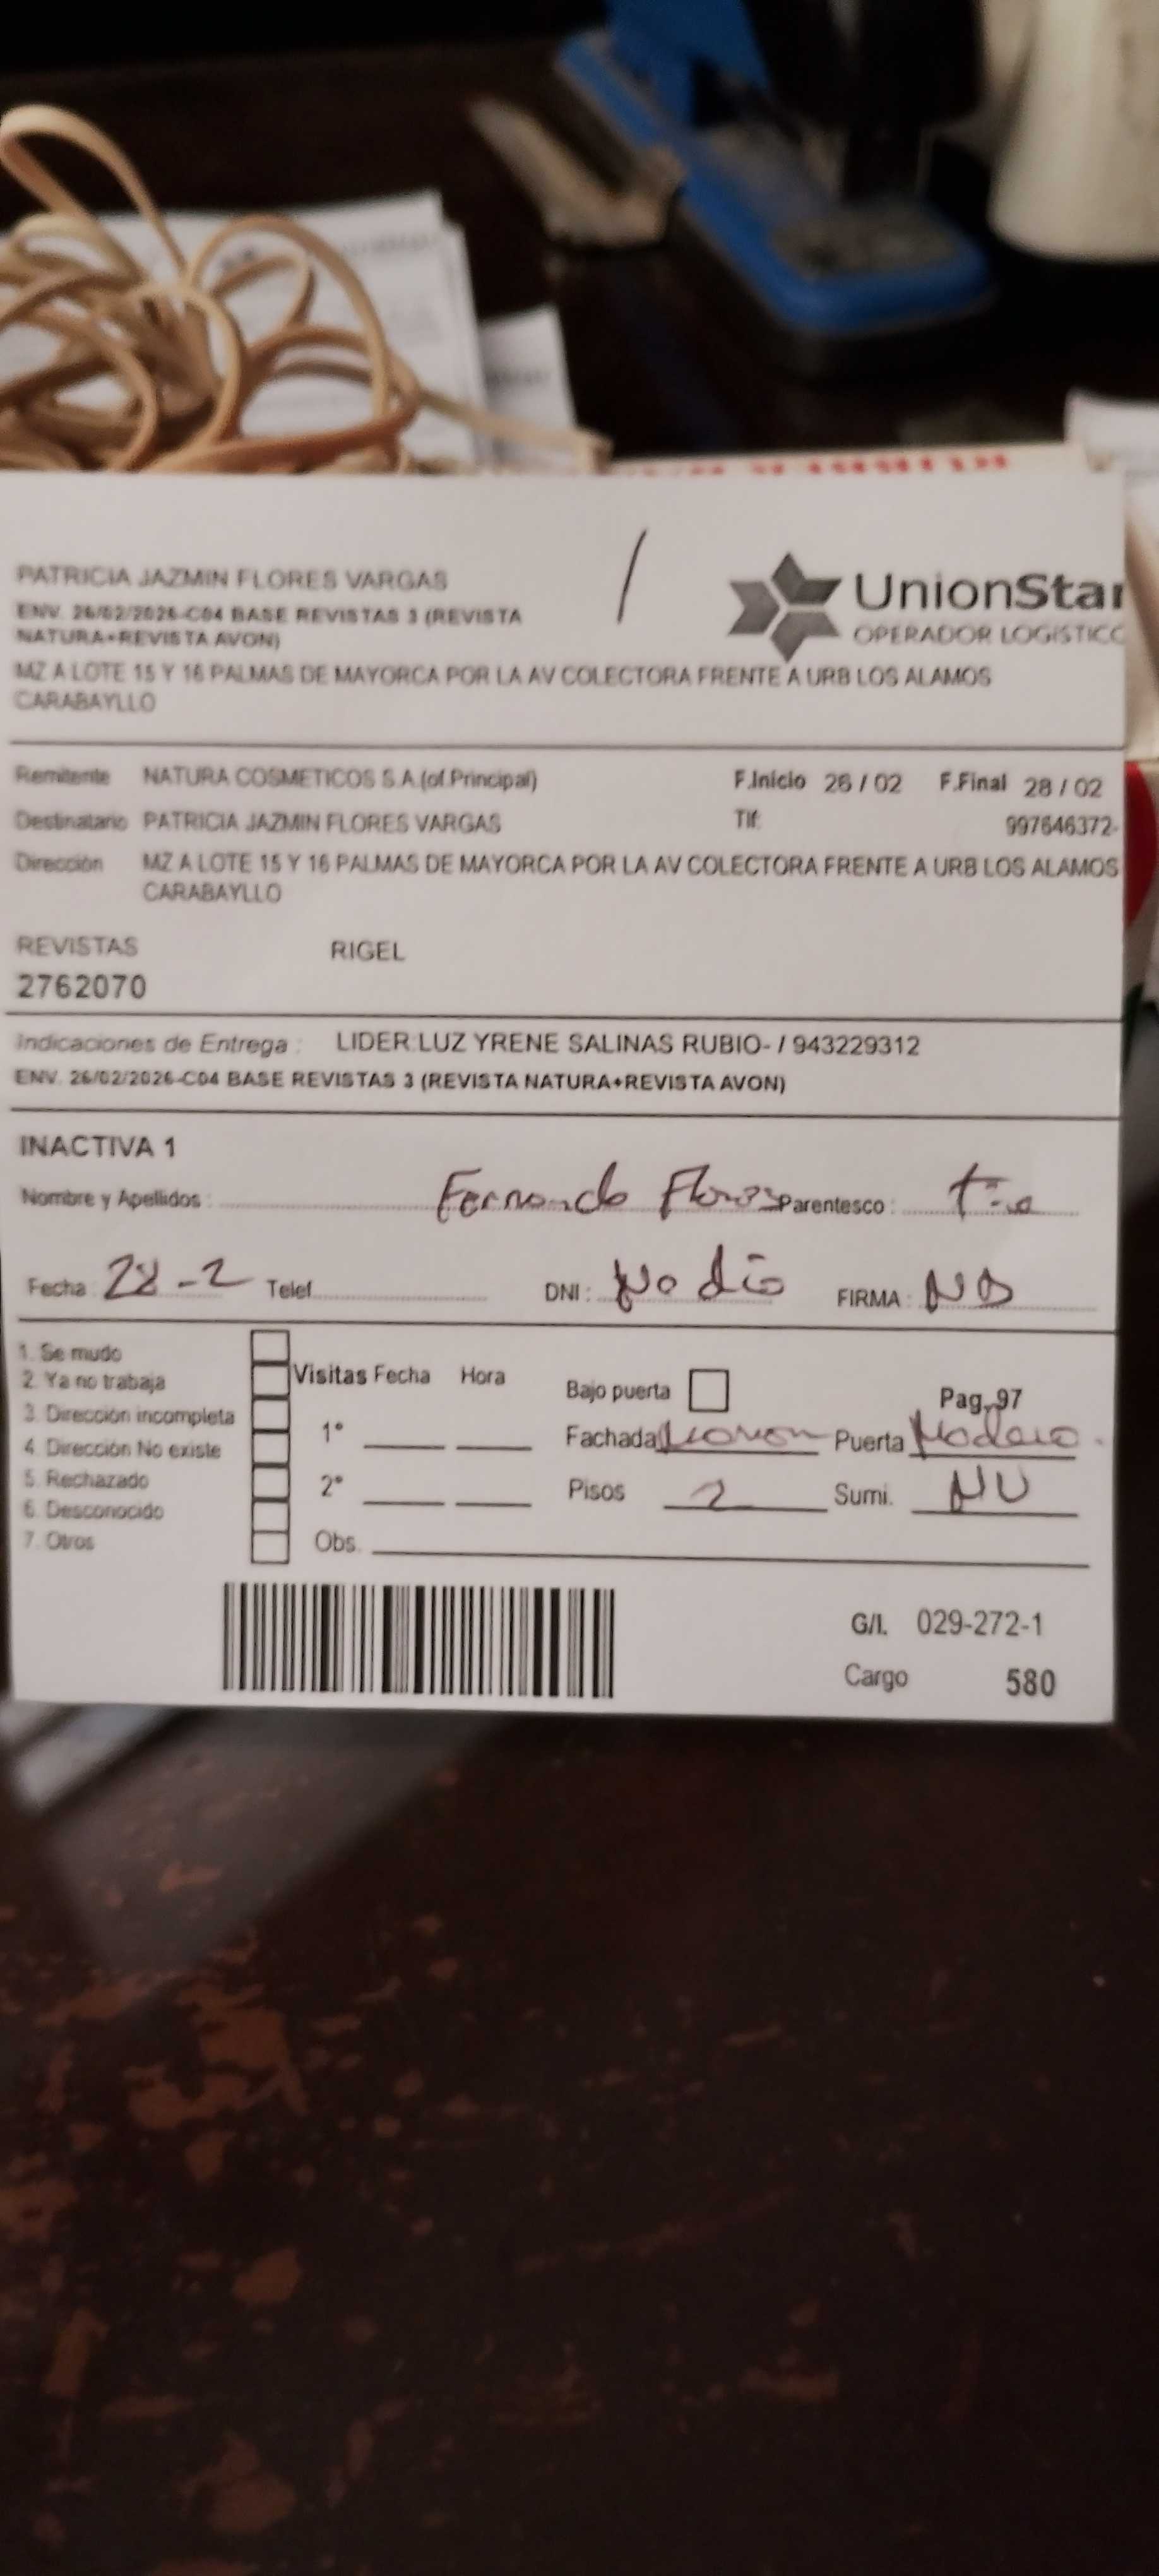 PATRICIA JAZMIN FLORES VARGAS
ENV. 26/02/2026-C04 BASE REVISTAS 3 (REVISTA
NATURA+REVISTA AVON)
MZ A LOTE 15 Y 16 PALMAS DE MAYORCA POR LA AV COLECTORA FRENTE A URB LOS ALAMOS
CARABAYLLO
UnionStar
OPERADOR LOGISTICO
Remitente NATURA COSMETICOS S.A.(of.Principal) F.Inicio 26 / 02 F.Final 28 / 02
Destinatario PATRICIA JAZMIN FLORES VARGAS Tlf: 997646372-
Dirección MZ A LOTE 15 Y 16 PALMAS DE MAYORCA POR LA AV COLECTORA FRENTE A URB LOS ALAMOS
CARABAYLLO
REVISTAS RIGEL
2762070
Indicaciones de Entrega : LIDER:LUZ YRENE SALINAS RUBIO- / 943229312
ENV. 26/02/2026-C04 BASE REVISTAS 3 (REVISTA NATURA+REVISTA AVON)
INACTIVA 1
Nombre y Apellidos : Fernando Flores Parentesco : tio
Fecha 28-2 Telef. DNI : No dio FIRMA : ND
1. Se mudo
2. Ya no trabaja
3. Dirección incompleta
4. Dirección No existe
5. Rechazado
6. Desconocido
7. Otros
Visitas Fecha Hora
1°
2°
Obs.
Bajo puerta Pag. 97
Fachada Puerta Madera
Pisos 2 Sumi. NU
G/I. 029-272-1
Cargo 580